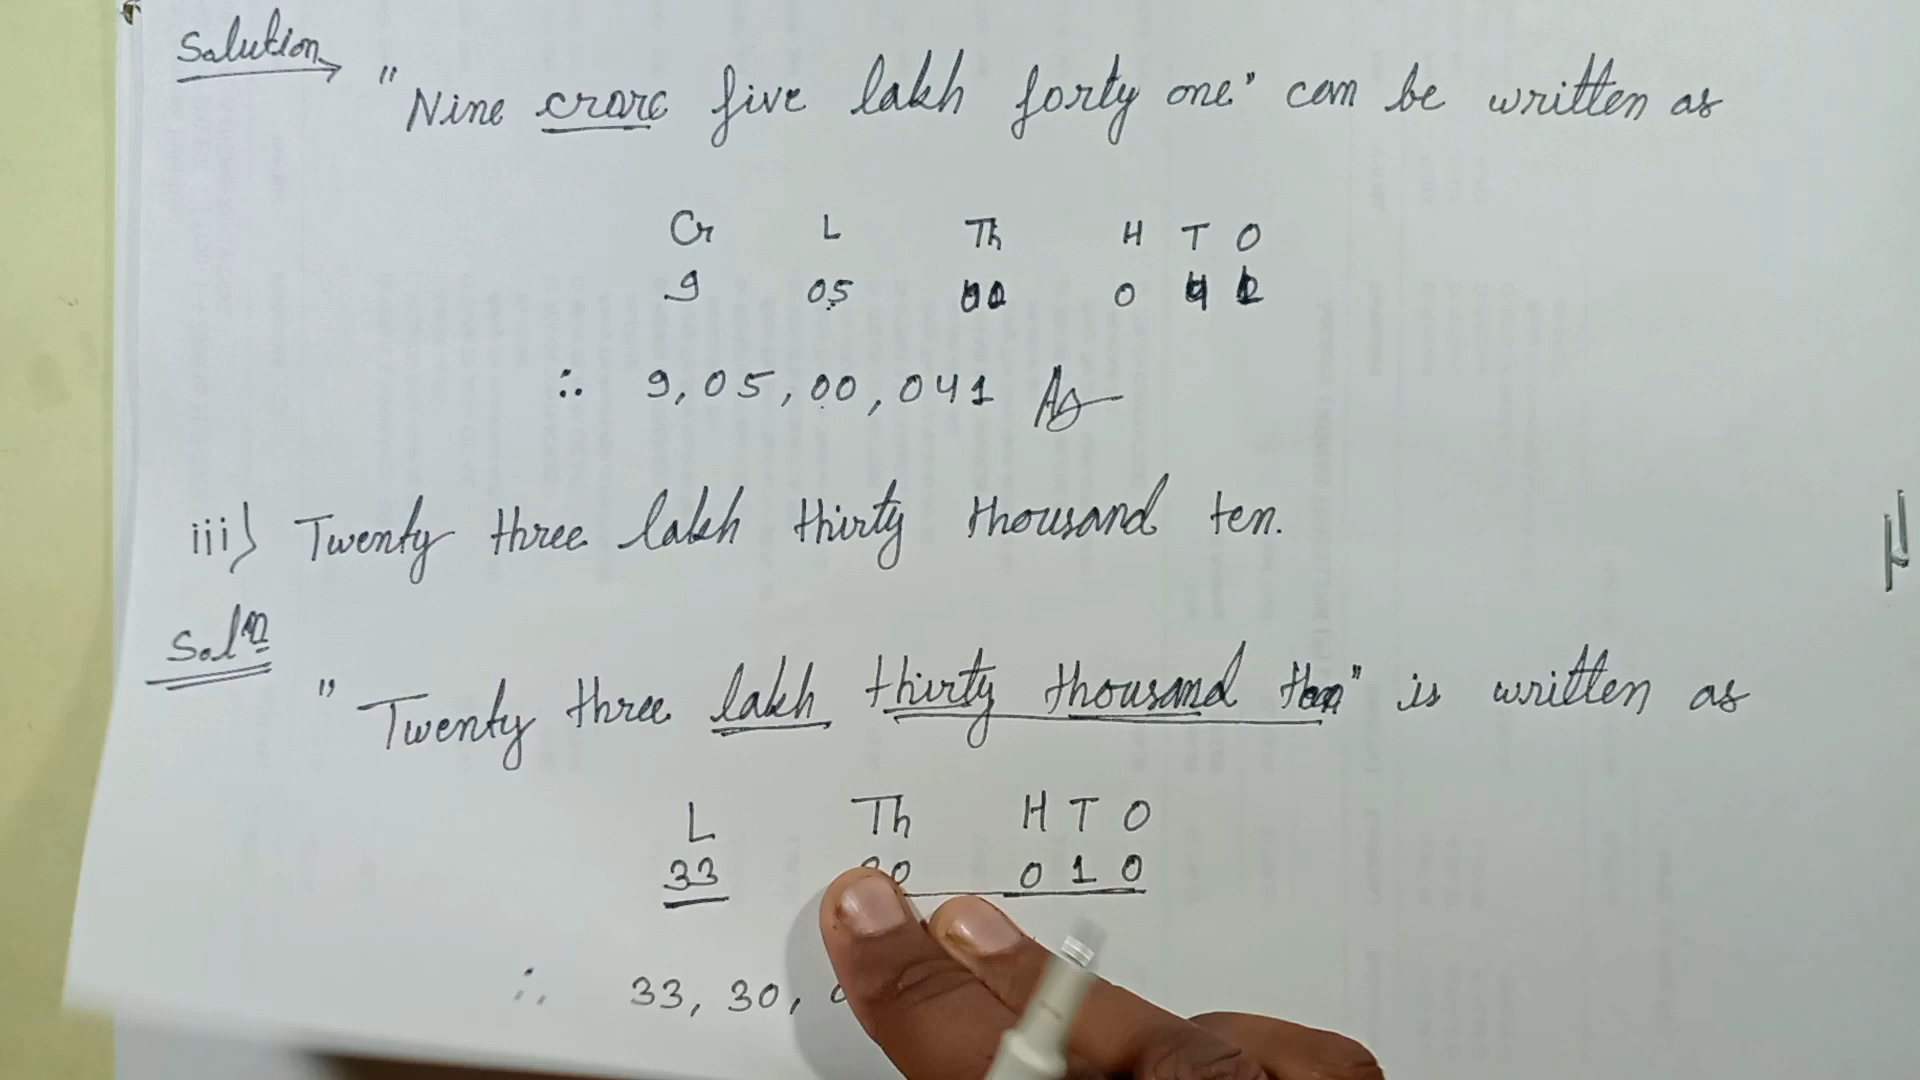 Solution
"Nine crore five lakh forty one" can be written as
Cr L Th H T O
9 05 00 0 4 1
∴ 9,05,00,041 As
iii) Twenty three lakh thirty thousand ten.
Solⁿ
"Twenty three lakh thirty thousand ten" is written as
L Th H T O
33 30 0 1 0
∴ 33, 30,